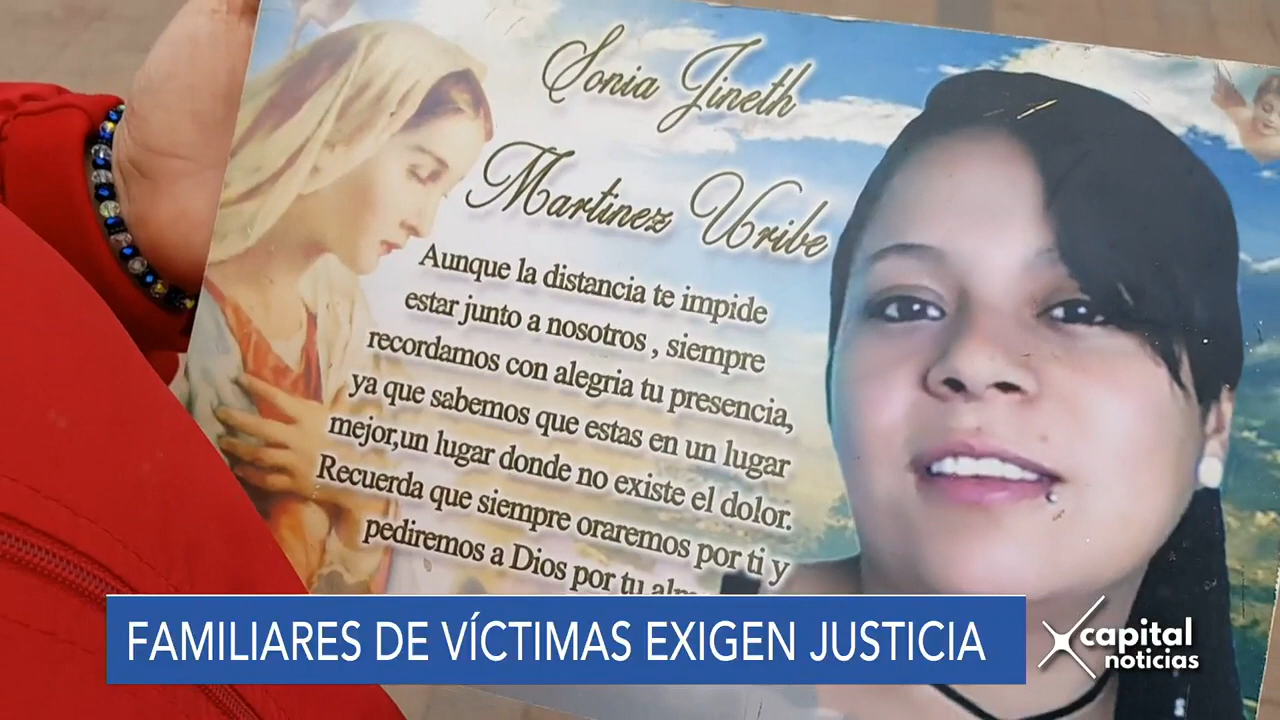 Sonia Jineth
Martinez Uribe
Aunque la distancia te impide
estar junto a nosotros , siempre
recordamos con alegria tu presencia,
ya que sabemos que estas en un lugar
mejor,un lugar donde no existe el dolor.
Recuerda que siempre oraremos por ti y
pediremos a Dios por tu
FAMILIARES DE VÍCTIMAS EXIGEN JUSTICIA
capital
noticias